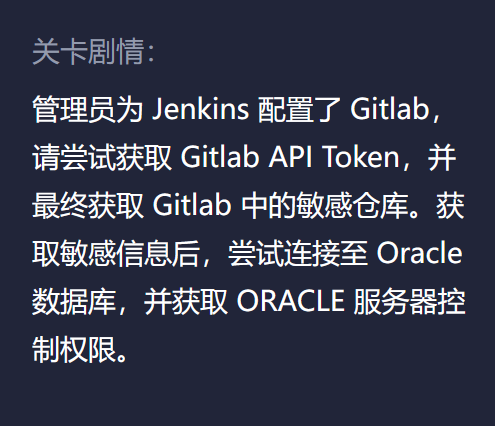 关卡剧情：
管理员为 Jenkins 配置了 Gitlab，
请尝试获取 Gitlab API Token，并
最终获取 Gitlab 中的敏感仓库。获
取敏感信息后，尝试连接至 Oracle
数据库，并获取 ORACLE 服务器控
制权限。